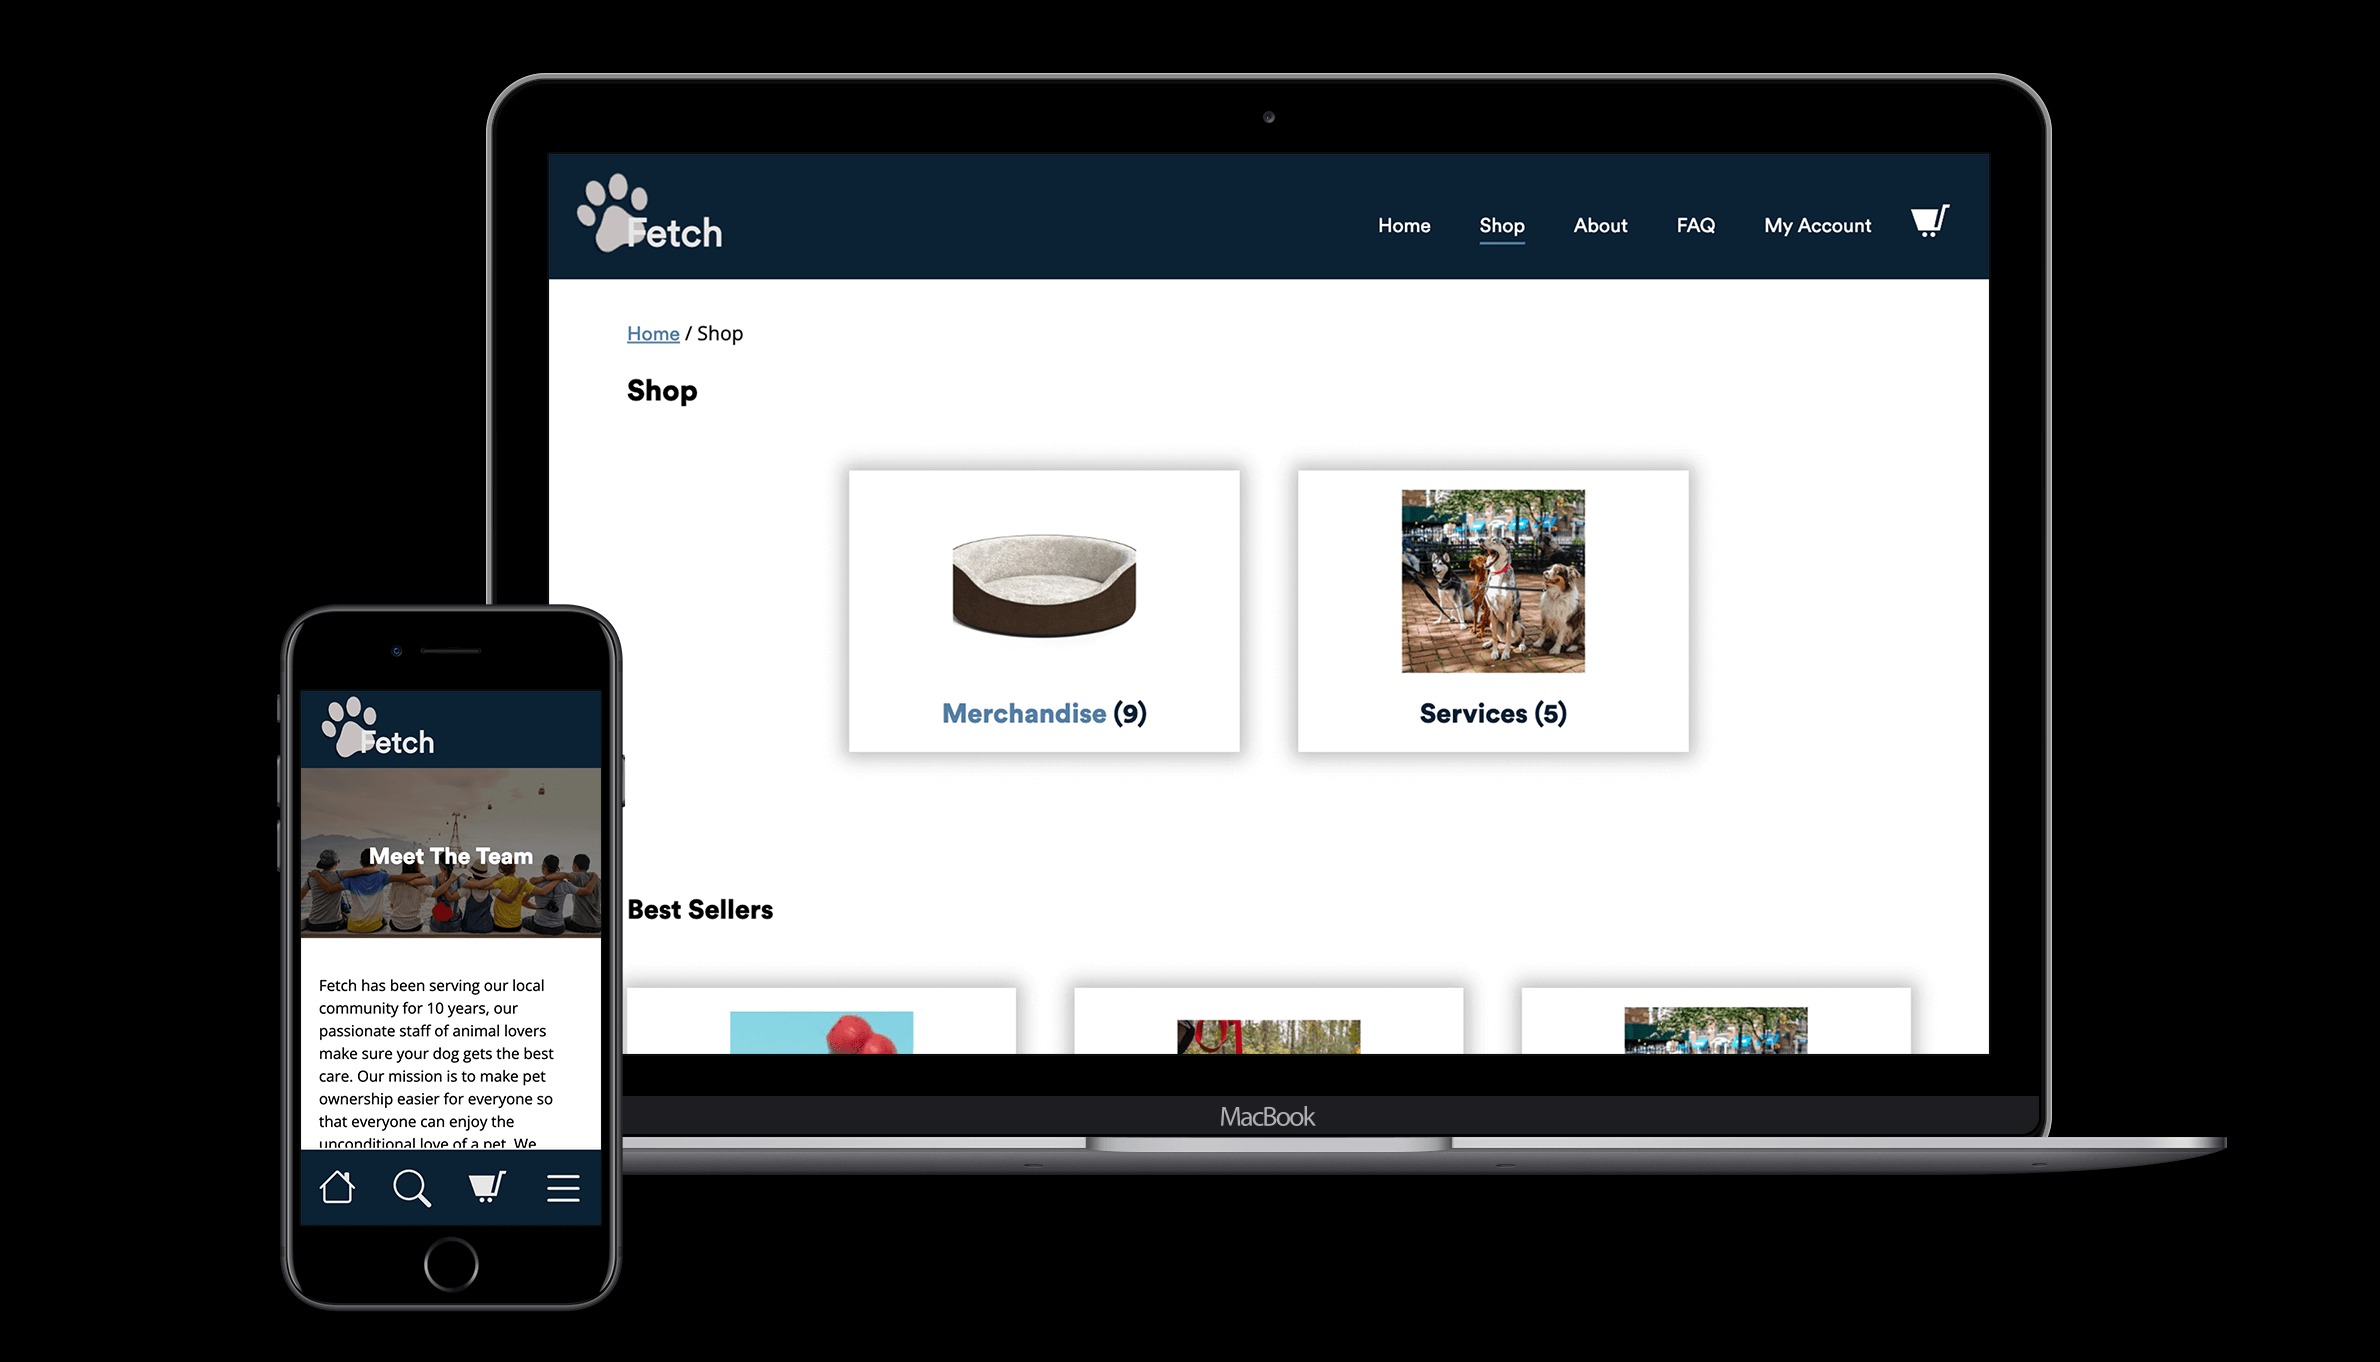 Fetch
Home Shop About FAQ My Account
Home / Shop
Shop
Merchandise (9)
Services (5)
Best Sellers
MacBook
Fetch
Meet The Team
Fetch has been serving our local
community for 10 years, our
passionate staff of animal lovers
make sure your dog gets the best
care. Our mission is to make pet
ownership easier for everyone so
that everyone can enjoy the
unconditional love of a pet. We